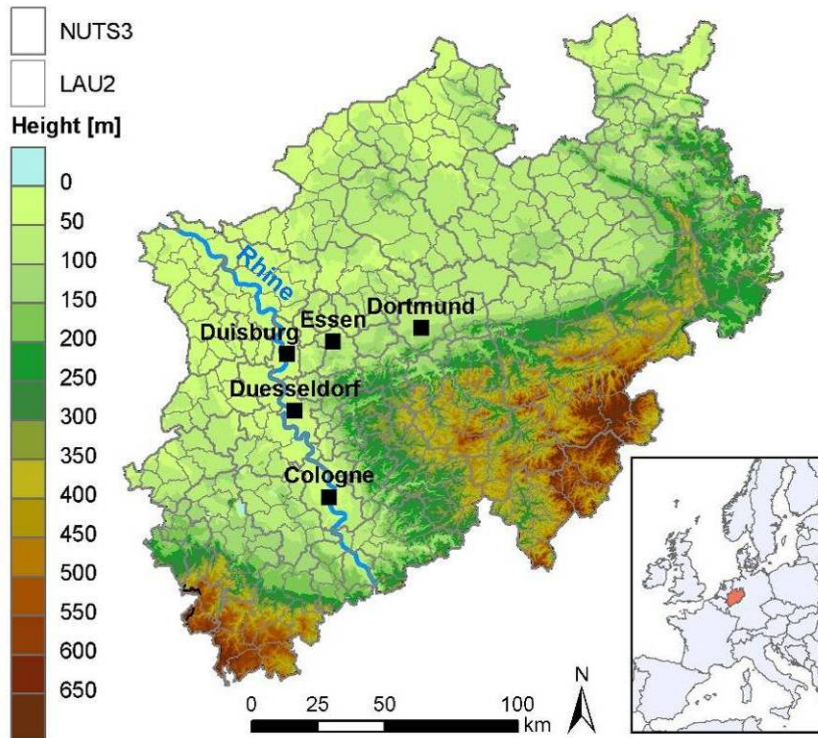 NUTS3
LAU2
Height [m]
0
50
100
150
200
250
300
350
400
450
500
550
600
650
Rhine
Dortmund
Essen
Duisburg
Duesseldorf
Cologne
N
0 25 50 100
km